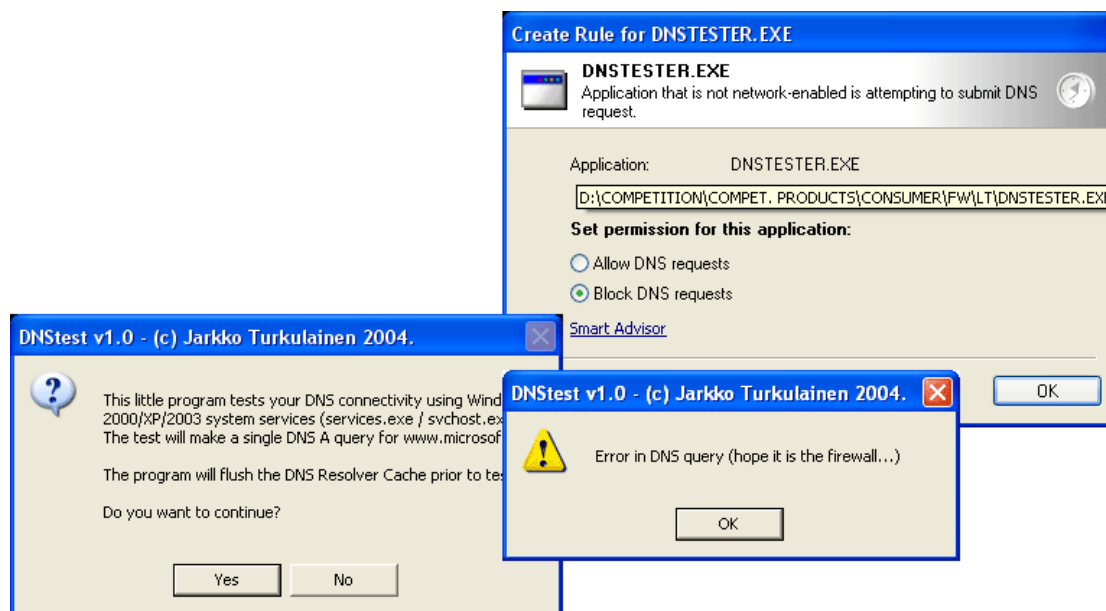 Create Rule for DNSTESTER.EXE
DNSTESTER.EXE
Application that is not network-enabled is attempting to submit DNS
request.
Application: DNSTESTER.EXE
D:\COMPETITION\COMPET. PRODUCTS\CONSUMER\FW\LT\DNSTESTER.EX
Set permission for this application:
Allow DNS requests
Block DNS requests
Smart Advisor
OK
DNStest v1.0 - (c) Jarkko Turkulainen 2004.
This little program tests your DNS connectivity using Wind
2000/XP/2003 system services (services.exe / svchost.ex
The test will make a single DNS A query for www.microsof
The program will flush the DNS Resolver Cache prior to te
Do you want to continue?
Yes No
DNStest v1.0 - (c) Jarkko Turkulainen 2004.
Error in DNS query (hope it is the firewall...)
OK